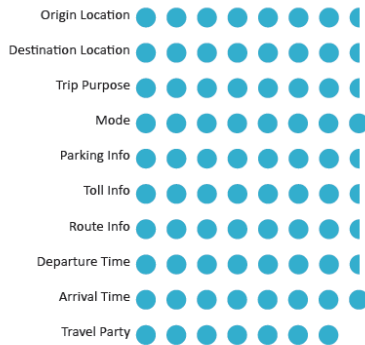 Origin Location
Destination Location
Trip Purpose
Mode
Parking Info
Toll Info
Route Info
Departure Time
Arrival Time
Travel Party